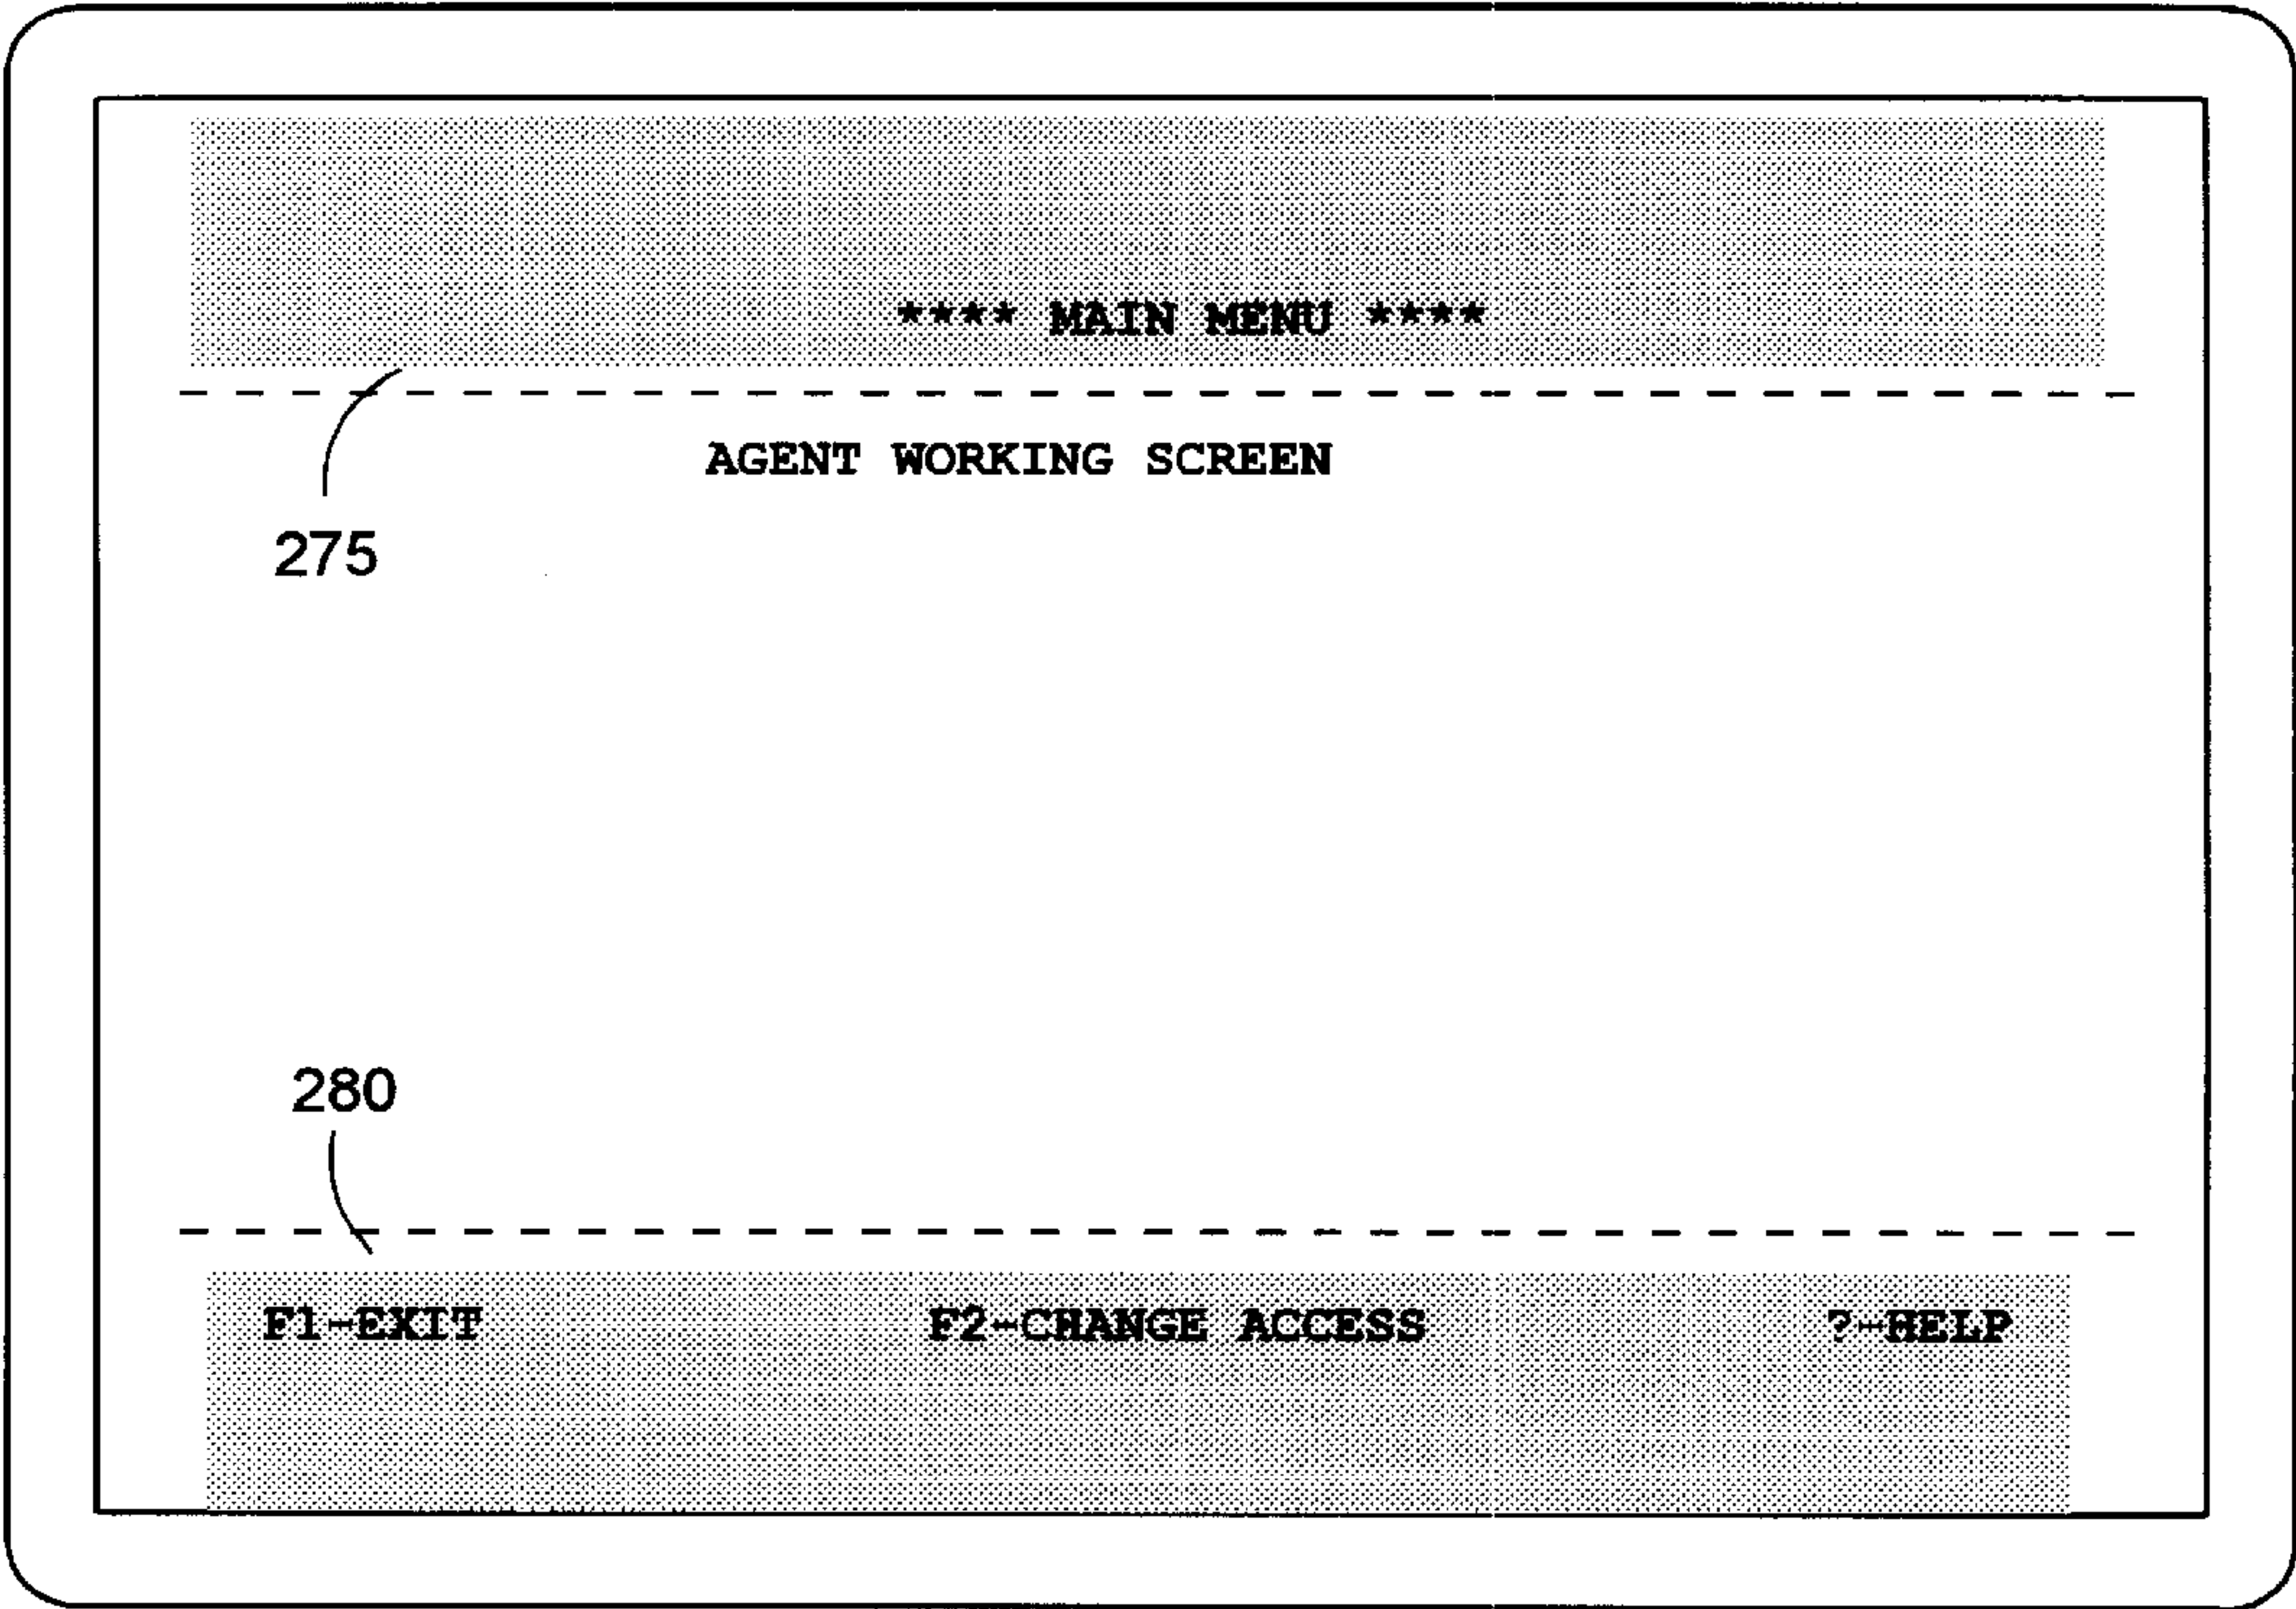 **** MAIN MENU ****
AGENT WORKING SCREEN
275
280
F1-EXIT F2-CHANGE ACCESS ?-HELP